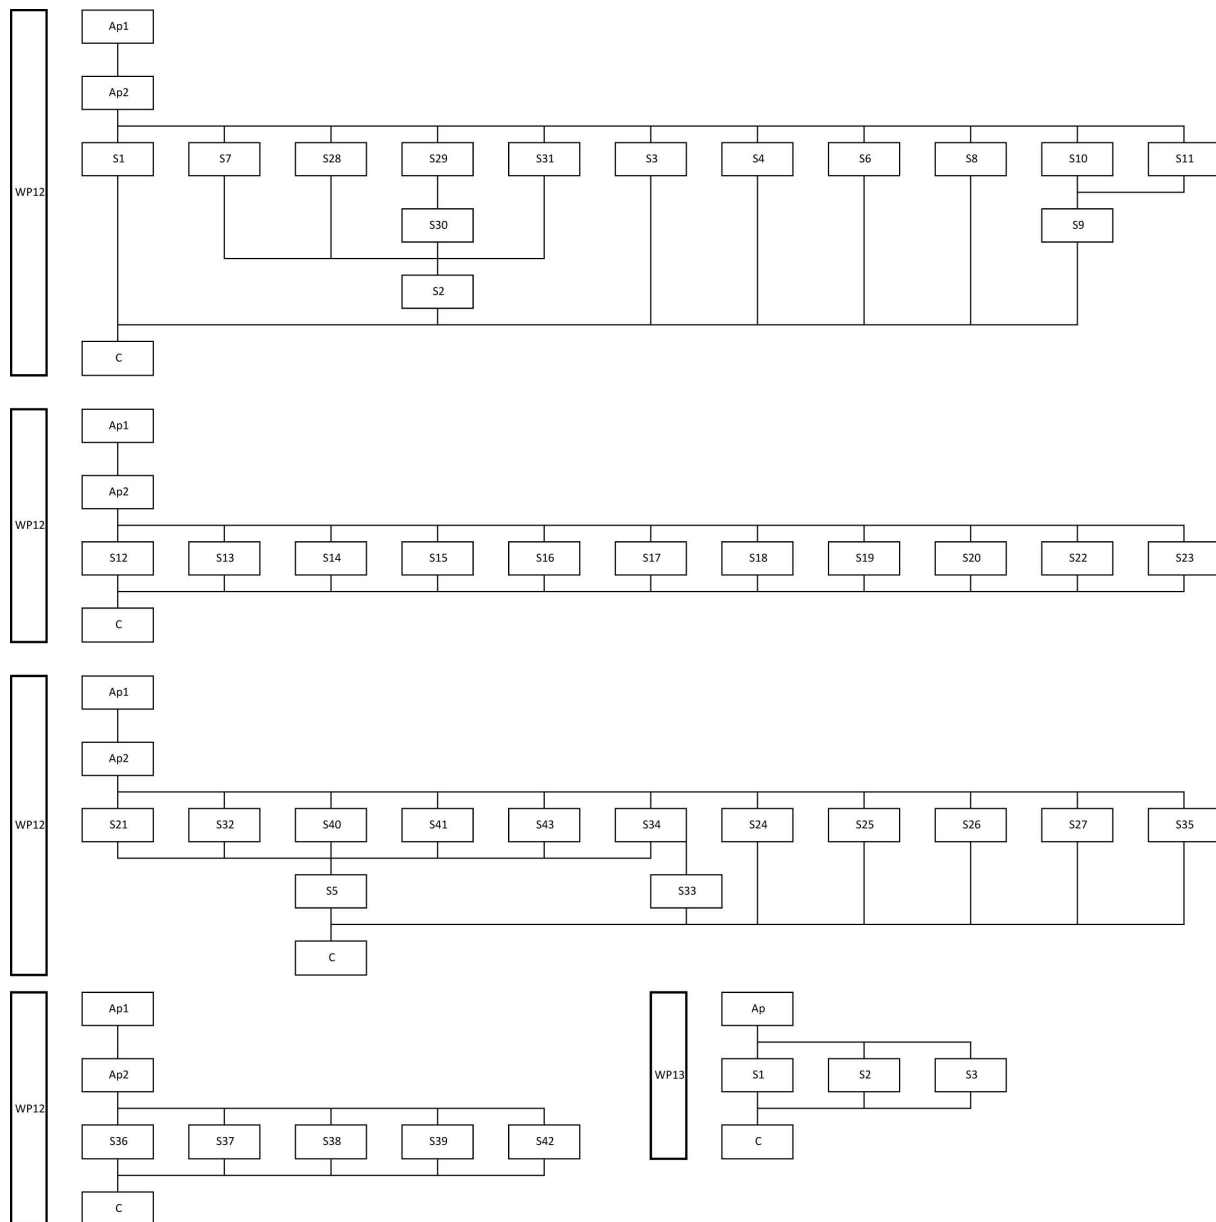 Ap1
Ap2
S1 S7 S28 S29 S31 S3 S4 S6 S8 S10 S11
WP12
S30 S9
S2
C
Ap1
Ap2
WP12
S12 S13 S14 S15 S16 S17 S18 S19 S20 S22 S23
C
Ap1
Ap2
WP12 S21 S32 S40 S41 S43 S34 S24 S25 S26 S27 S35
S5 S33
C
Ap1 Ap
Ap2 WP13 S1 S2 S3
WP12
S36 S37 S38 S39 S42 C
C